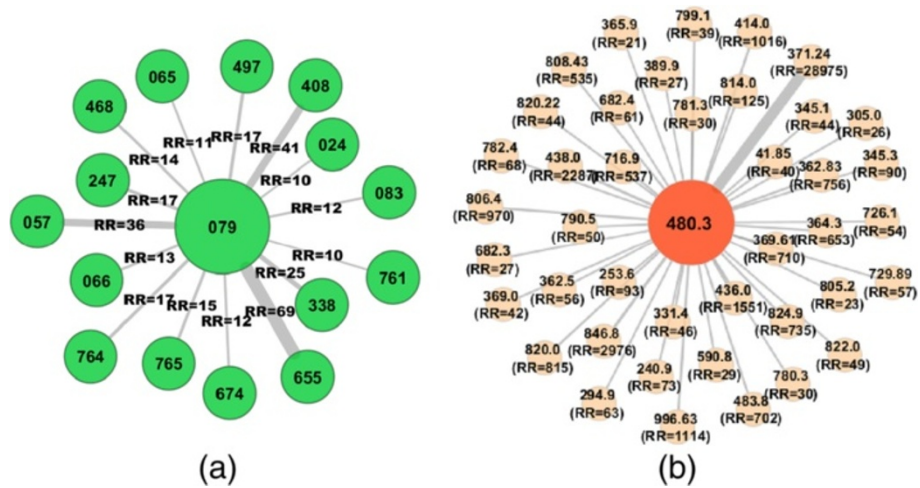 065
497
408
468
024
RR=11
RR=17
RR=41
RR=14
RR=10
247
083
RR=17
RR=12
057
RR=36
079
RR=10
RR=13
RR=25
066
761
RR=17
RR=15
RR=12
RR=69
338
764
765
674
655
(a)
799.1
(RR=39)
365.9
(RR=21)
414.0
(RR=1016)
371.24
(RR=28975)
808.43
(RR=535)
389.9
(RR=27)
814.0
(RR=125)
820.22
(RR=44)
682.4
(RR=61)
781.3
(RR=30)
345.1
(RR=44)
305.0
(RR=26)
782.4
(RR=68)
438.0
(RR=2287)
716.9
(RR=537)
41.85
(RR=40)
362.83
(RR=756)
345.3
(RR=90)
806.4
(RR=970)
790.5
(RR=50)
480.3
364.3
(RR=653)
726.1
(RR=54)
682.3
(RR=27)
369.61
(RR=710)
729.89
(RR=57)
369.0
(RR=42)
362.5
(RR=56)
253.6
(RR=93)
436.0
(RR=1551)
805.2
(RR=23)
331.4
(RR=46)
824.9
(RR=735)
820.0
(RR=815)
846.8
(RR=2976)
590.8
(RR=29)
822.0
(RR=49)
240.9
(RR=73)
780.3
(RR=30)
294.9
(RR=63)
483.8
(RR=702)
996.63
(RR=1114)
(b)